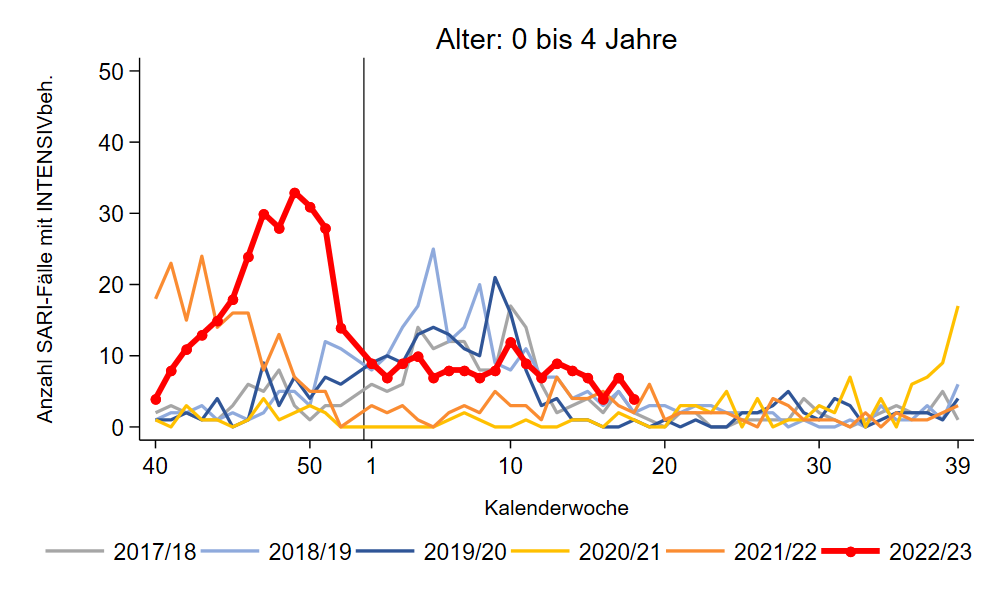 Alter: 0 bis 4 Jahre
Anzahl SARI-Fälle mit INTENSIVbeh.
50
40
30
20
10
0
40 50 1 10 20 30 39
Kalenderwoche
2017/18 2018/19 2019/20 2020/21 2021/22 2022/23